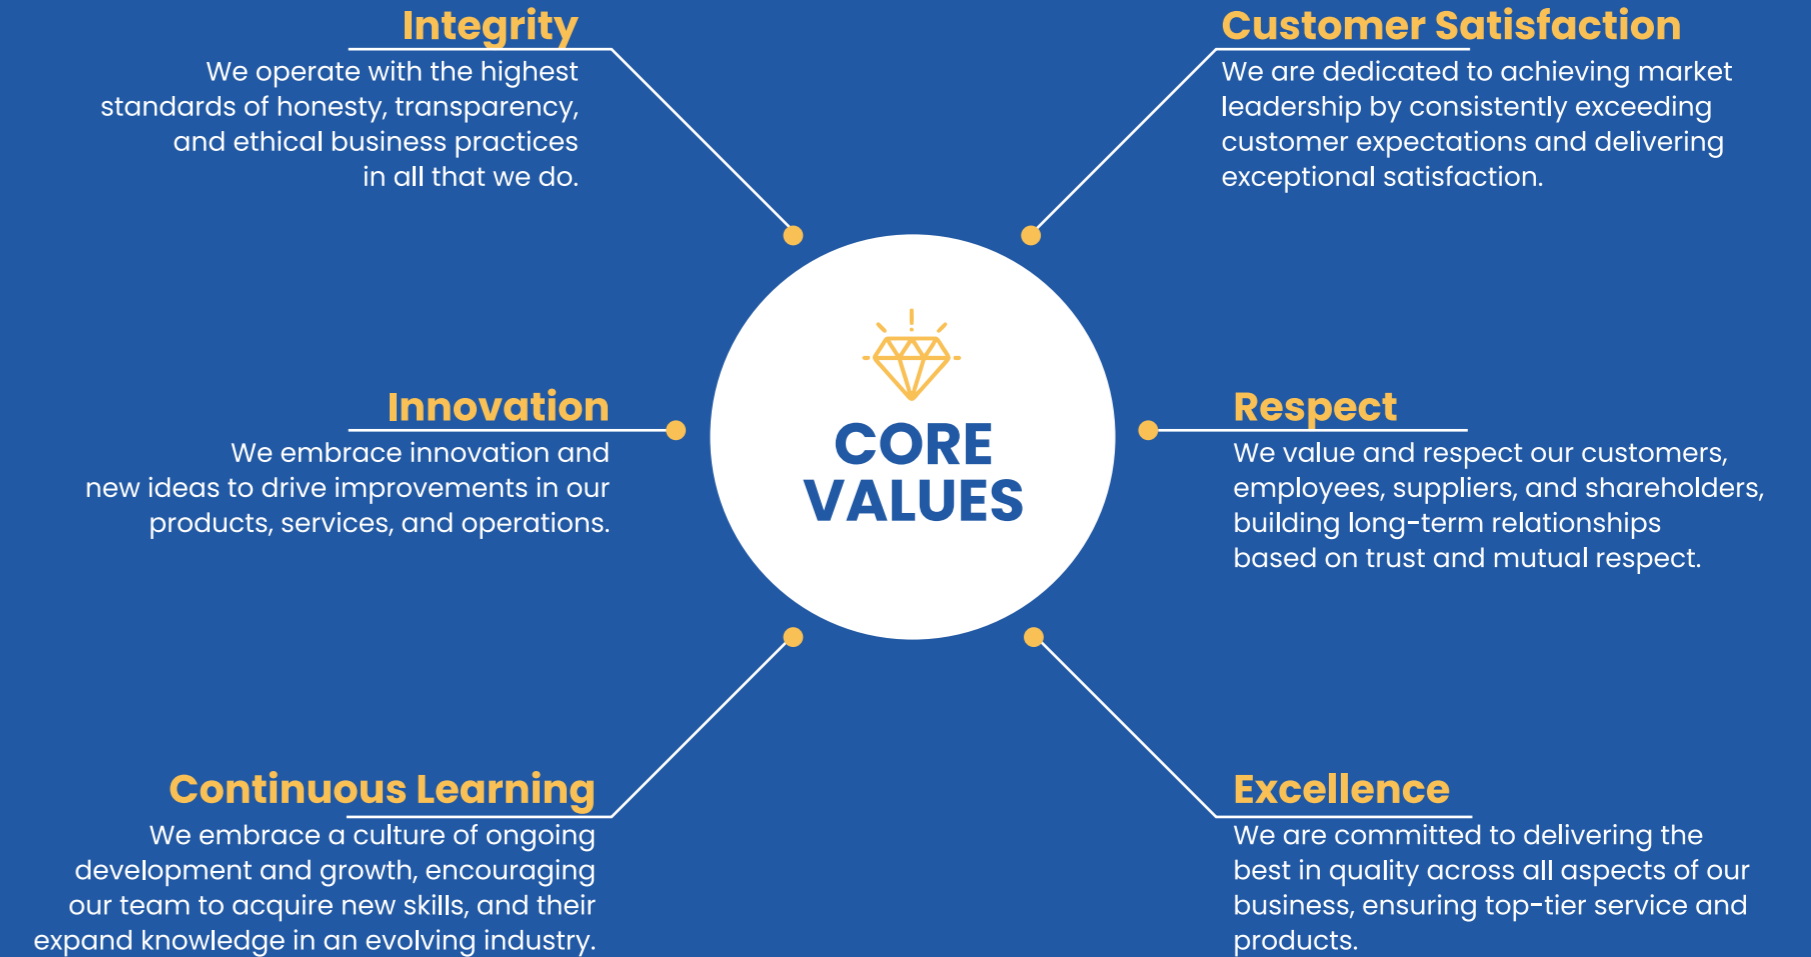 Integrity
We operate with the highest
standards of honesty, transparency,
and ethical business practices
in all that we do.
Customer Satisfaction
We are dedicated to achieving market
leadership by consistently exceeding
customer expectations and delivering
exceptional satisfaction.
Innovation
We embrace innovation and
new ideas to drive improvements in our
products, services, and operations.
CORE
VALUES
Respect
We value and respect our customers,
employees, suppliers, and shareholders,
building long-term relationships
based on trust and mutual respect.
Continuous Learning
We embrace a culture of ongoing
development and growth, encouraging
our team to acquire new skills, and their
expand knowledge in an evolving industry.
Excellence
We are committed to delivering the
best in quality across all aspects of our
business, ensuring top-tier service and
products.